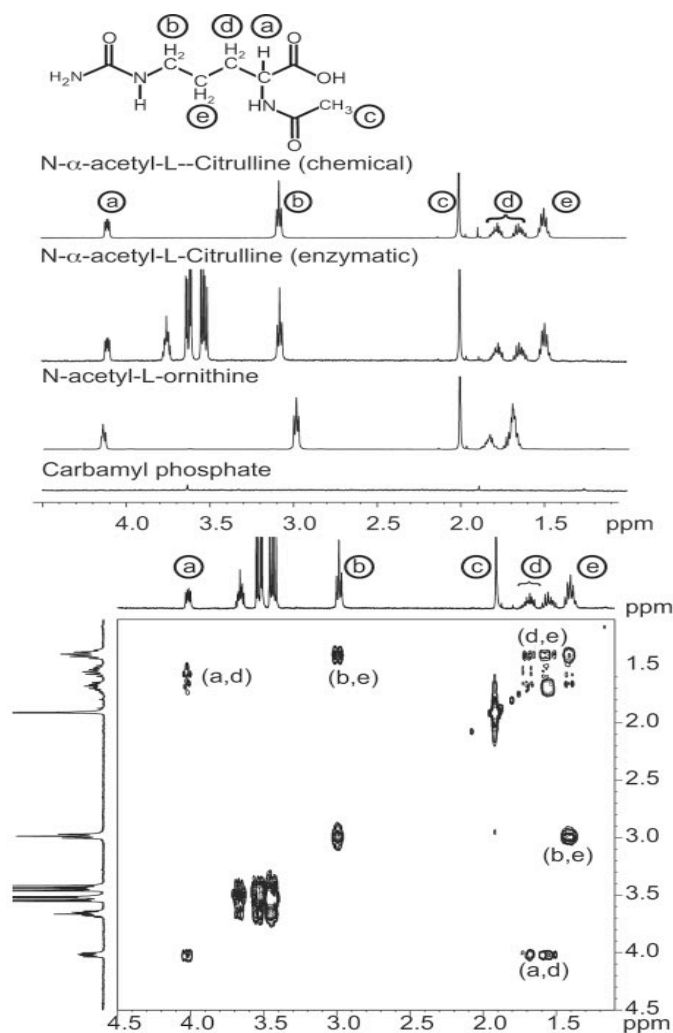 b d a
O H2 H2 H O
H2N N C C C C C OH
H C HN CH3
H2
e O c
N-α-acetyl-L--Citrulline (chemical)
a b c d e
N-α-acetyl-L-Citrulline (enzymatic)
N-acetyl-L-ornithine
Carbamyl phosphate
4.0 3.5 3.0 2.5 2.0 1.5 ppm
a b c d e
ppm
(d,e)
(a,d) (b,e)
1.5
2.0
2.5
3.0
(b,e)
3.5
4.0
(a,d)
4.5
4.5 4.0 3.5 3.0 2.5 2.0 1.5 ppm